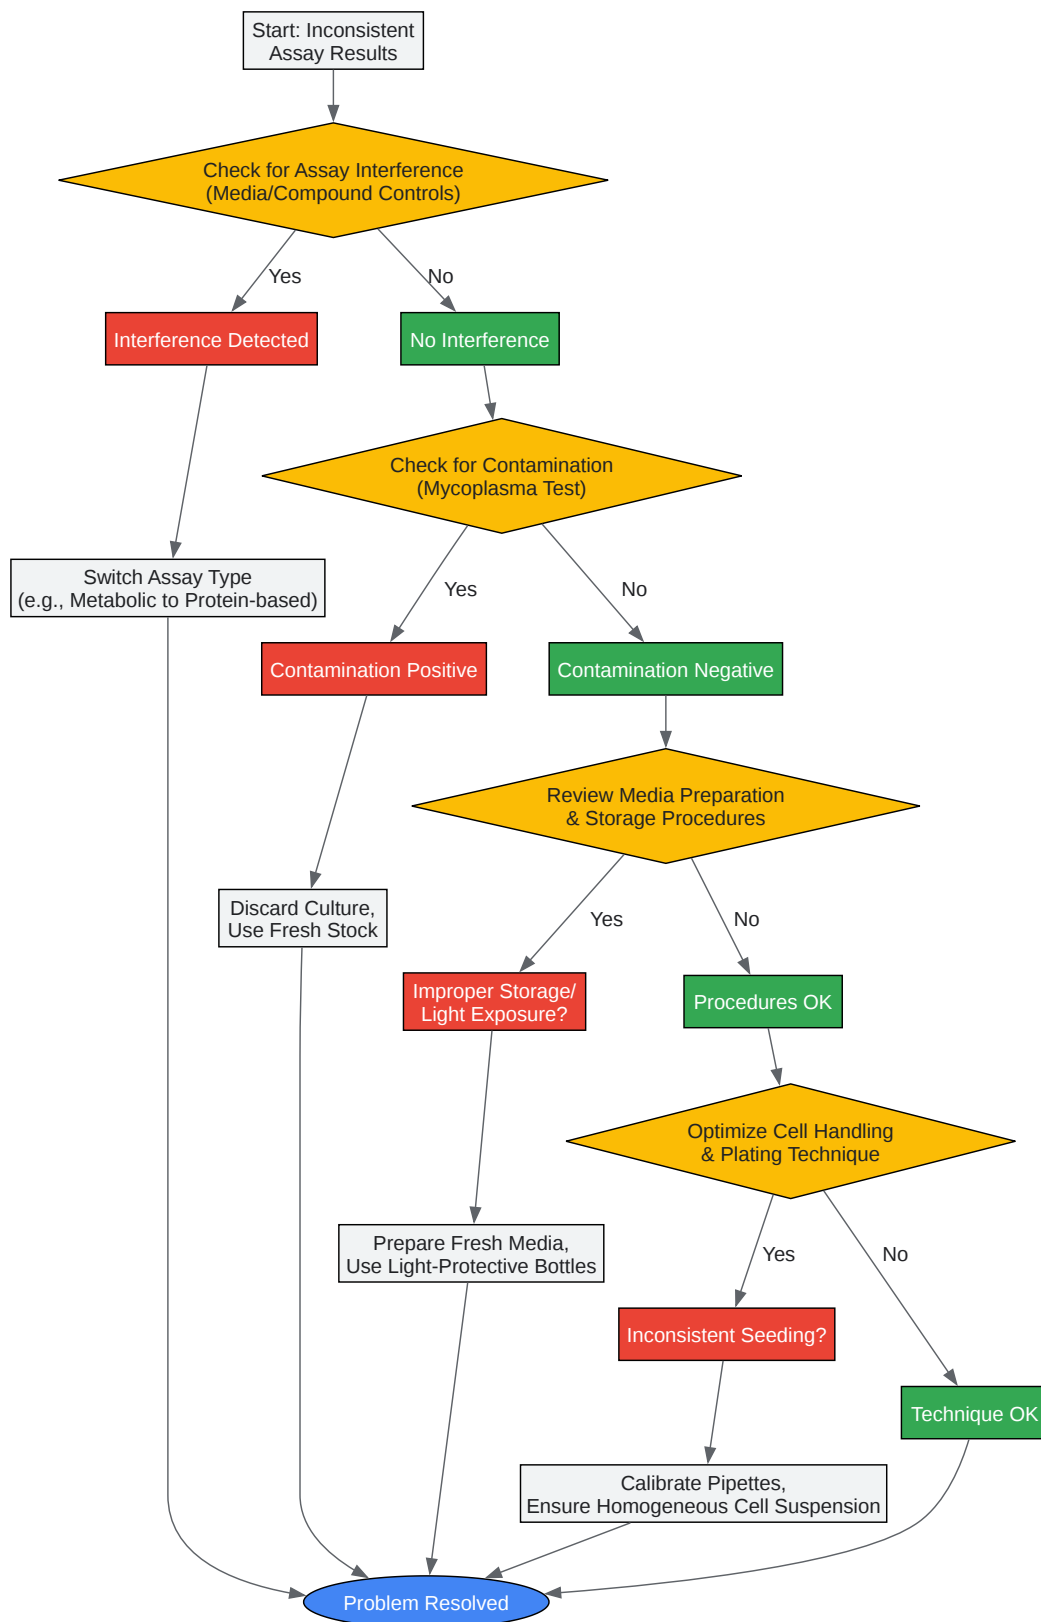 Start: Inconsistent
Assay Results
Check for Assay Interference
(Media/Compound Controls)
Yes
No
Interference Detected
No Interference
Check for Contamination
(Mycoplasma Test)
Switch Assay Type
(e.g., Metabolic to Protein-based)
Yes
No
Contamination Positive
Contamination Negative
Review Media Preparation
& Storage Procedures
Discard Culture,
Use Fresh Stock
Yes
No
Improper Storage/
Light Exposure?
Procedures OK
Optimize Cell Handling
& Plating Technique
Prepare Fresh Media,
Use Light-Protective Bottles
Yes
No
Inconsistent Seeding?
Technique OK
Calibrate Pipettes,
Ensure Homogeneous Cell Suspension
Problem Resolved